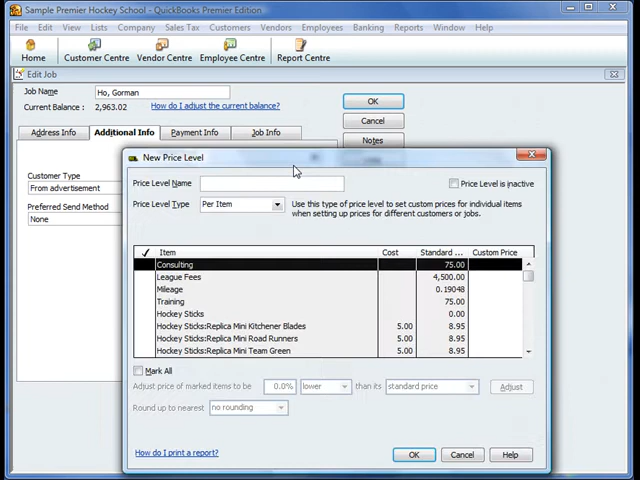 Sample Premier Hockey School - QuickBooks Premier Edition
File Edit View Lists Company Sales Tax Customers Vendors Employees Banking Reports Window Help
Home Customer Centre Vendor Centre Employee Centre Report Centre
Edit Job
Job Name Ho, Gorman
Current Balance : 2,963.02 How do I adjust the current balance?
OK
Cancel
Notes
Address Info Additional Info Payment Info Job Info
Customer Type
From advertisement
Preferred Send Method
None
New Price Level
Price Level Name
Price Level is inactive
Price Level Type Per Item
Use this type of price level to set custom prices for individual items
when setting up prices for different customers or jobs.
Item Cost Standard ... Custom Price
Consulting 75.00
League Fees 4,500.00
Mileage 0.19048
Training 75.00
Hockey Sticks 0.00
Hockey Sticks:Replica Mini Kitchener Blades 5.00 8.95
Hockey Sticks:Replica Mini Road Runners 5.00 8.95
Hockey Sticks:Replica Mini Team Green 5.00 8.95
Mark All
Adjust price of marked items to be 0.0% lower than its standard price Adjust
Round up to nearest no rounding
How do I print a report?
OK Cancel Help